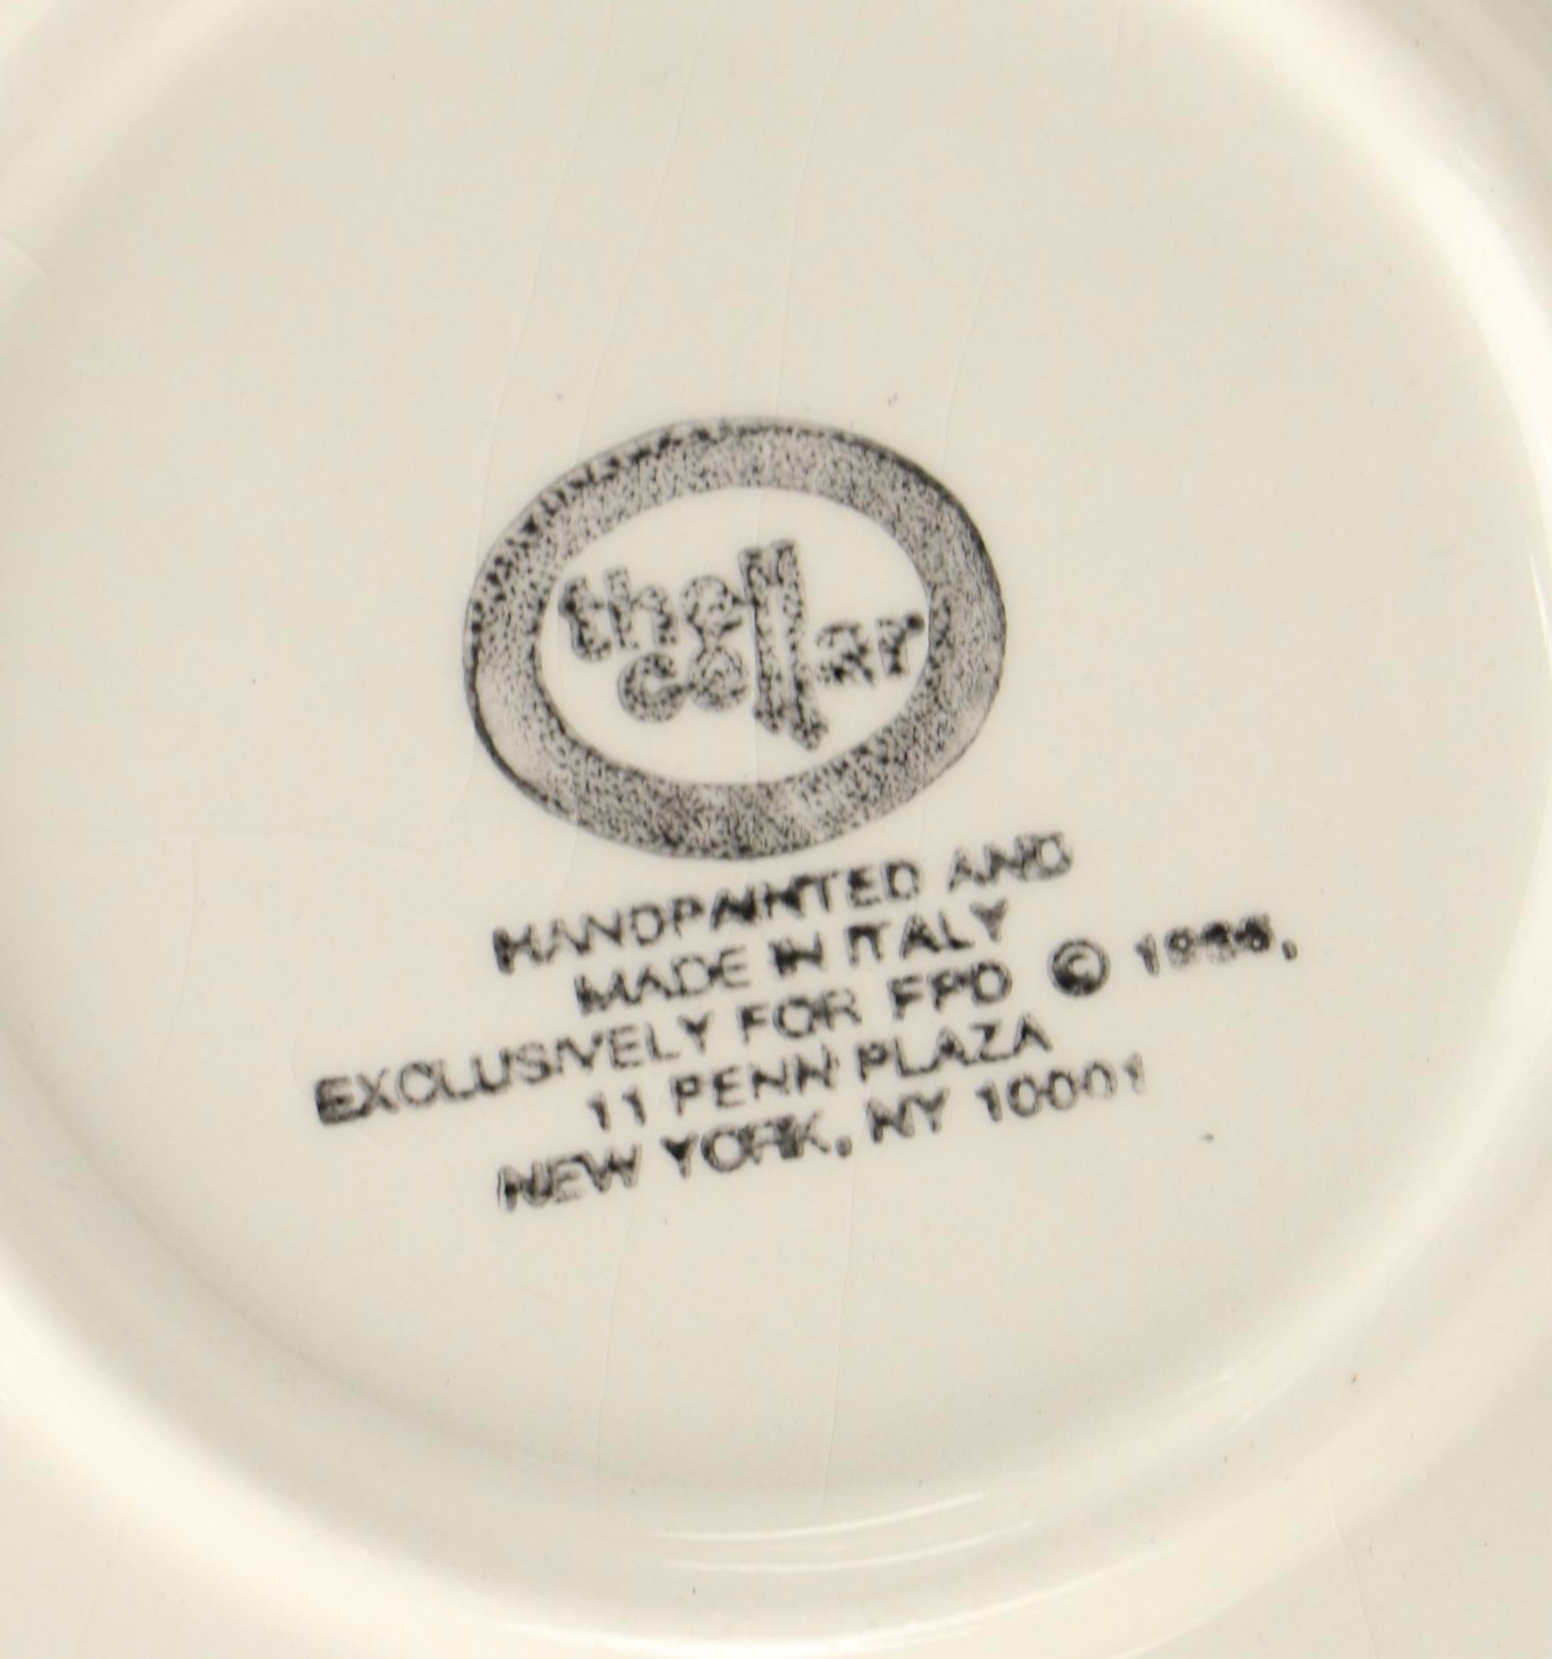 the
cellar
HANDPAINTED AND
MADE IN ITALY
EXCLUSIVELY FOR FPD ©
11 PENN PLAZA
NEW YORK, NY 10001